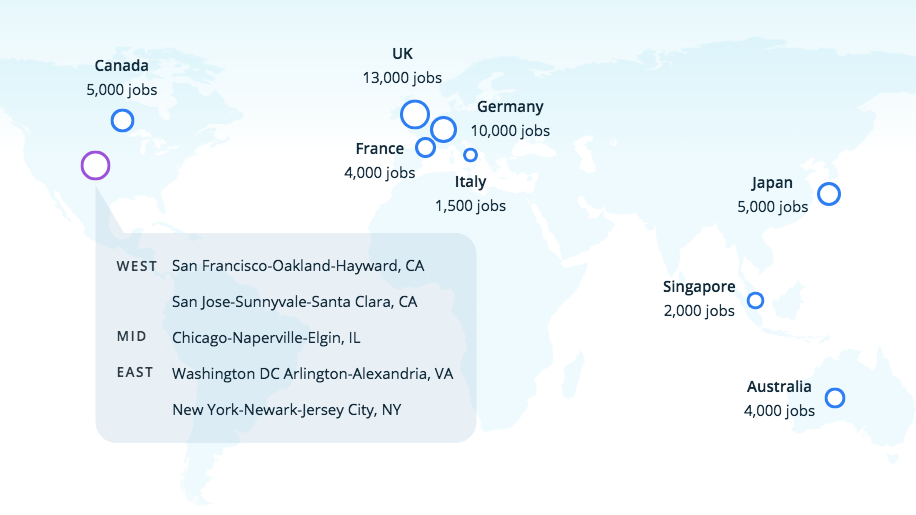 Canada
5,000 jobs
UK
13,000 jobs
Germany
10,000 jobs
France
4,000 jobs
Italy
1,500 jobs
Japan
5,000 jobs
Singapore
2,000 jobs
Australia
4,000 jobs
WEST San Francisco-Oakland-Hayward, CA
San Jose-Sunnyvale-Santa Clara, CA
MID Chicago-Naperville-Elgin, IL
EAST Washington DC Arlington-Alexandria, VA
New York-Newark-Jersey City, NY